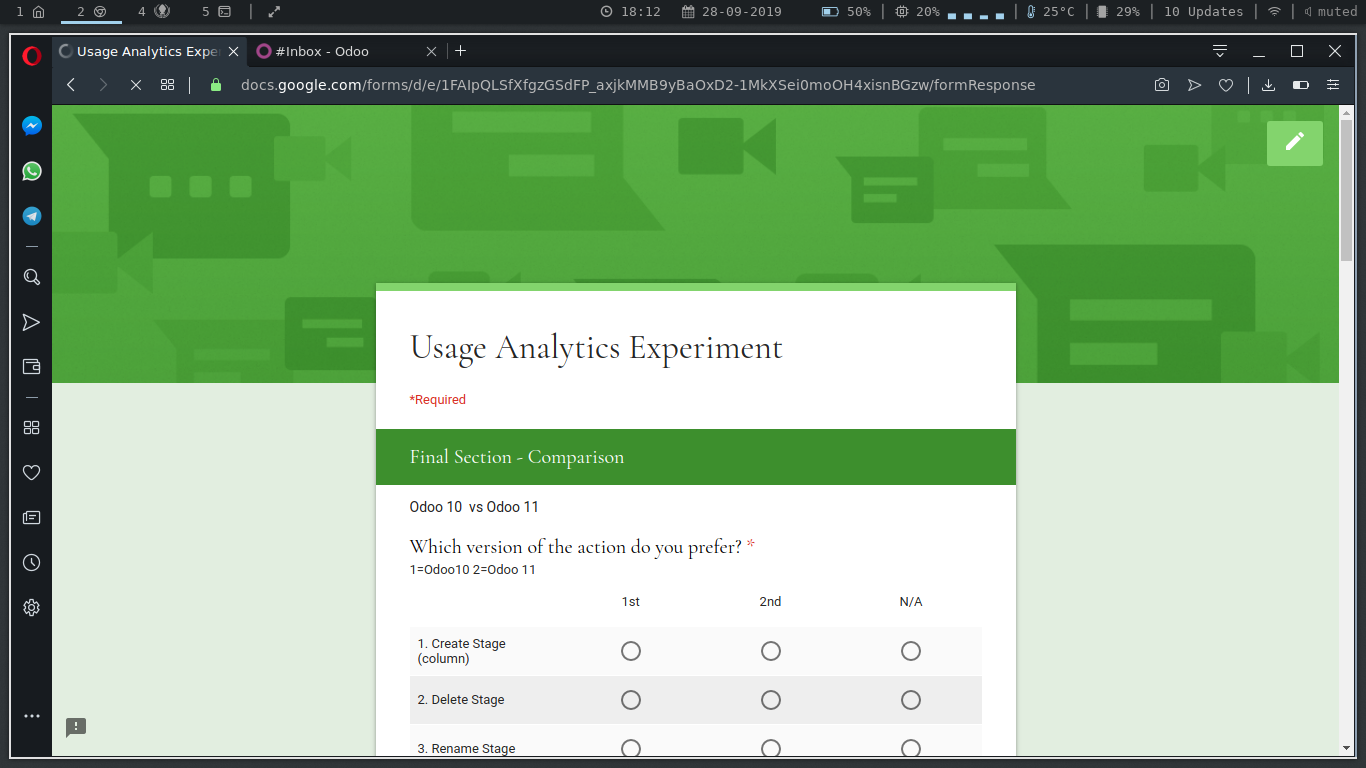 1 2 4 5 18:12 28-09-2019 50% 20% 25°C 29% 10 Updates muted
Usage Analytics Expe #Inbox - Odoo
docs.google.com/forms/d/e/1FAIpQLSfXfgzGSdFP_axjkMMB9yBaOxD2-1MkXSei0moOH4xisnBGzw/formResponse
Usage Analytics Experiment
*Required
Final Section - Comparison
Odoo 10 vs Odoo 11
Which version of the action do you prefer? *
1=Odoo10 2=Odoo 11
1st 2nd N/A
1. Create Stage
(column)
2. Delete Stage
3. Rename Stage